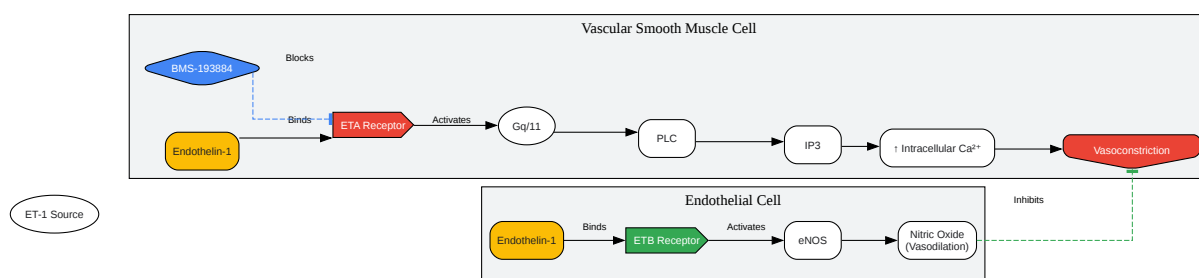 Vascular Smooth Muscle Cell
Blocks
BMS-193884
Binds
ETA Receptor
Activates
Gq/11
Endothelin-1
PLC
IP3
↑ Intracellular Ca²⁺
Vasoconstriction
ET-1 Source
Endothelial Cell
Inhibits
Endothelin-1
Binds
ETB Receptor
Activates
eNOS
Nitric Oxide
(Vasodilation)